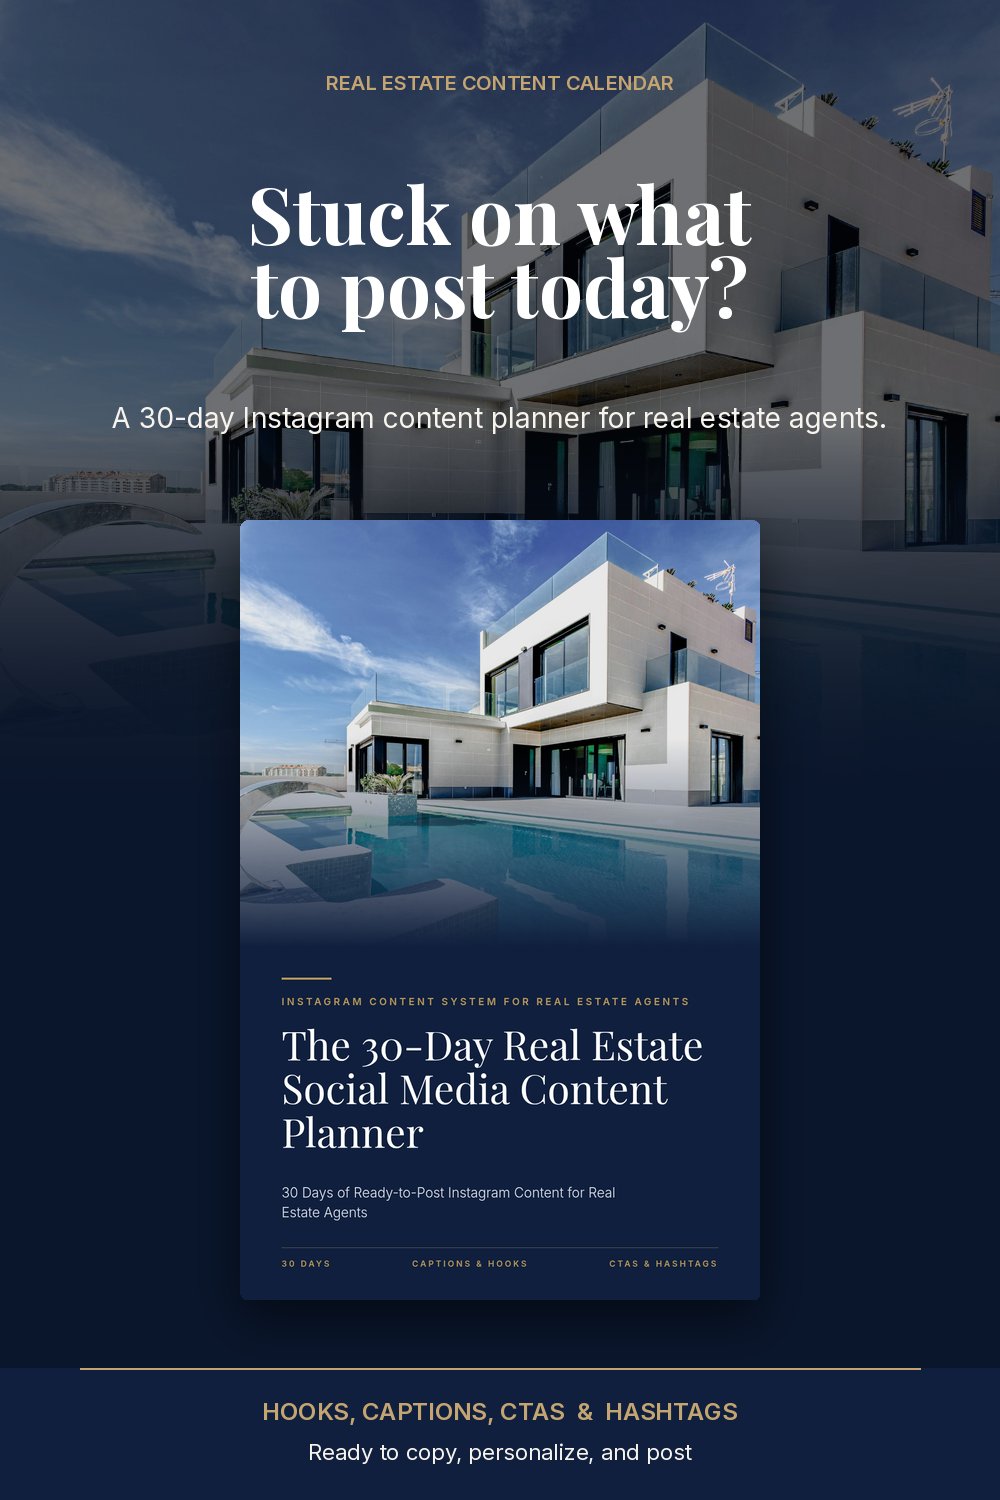 REAL ESTATE CONTENT CALENDAR
Stuck on what
to post today?
A 30-day Instagram content planner for real estate agents.
INSTAGRAM CONTENT SYSTEM FOR REAL ESTATE AGENTS
The 30-Day Real Estate
Social Media Content
Planner
30 Days of Ready-to-Post Instagram Content for Real
Estate Agents
30 DAYS CAPTIONS & HOOKS CTAS & HASHTAGS
HOOKS, CAPTIONS, CTAS & HASHTAGS
Ready to copy, personalize, and post